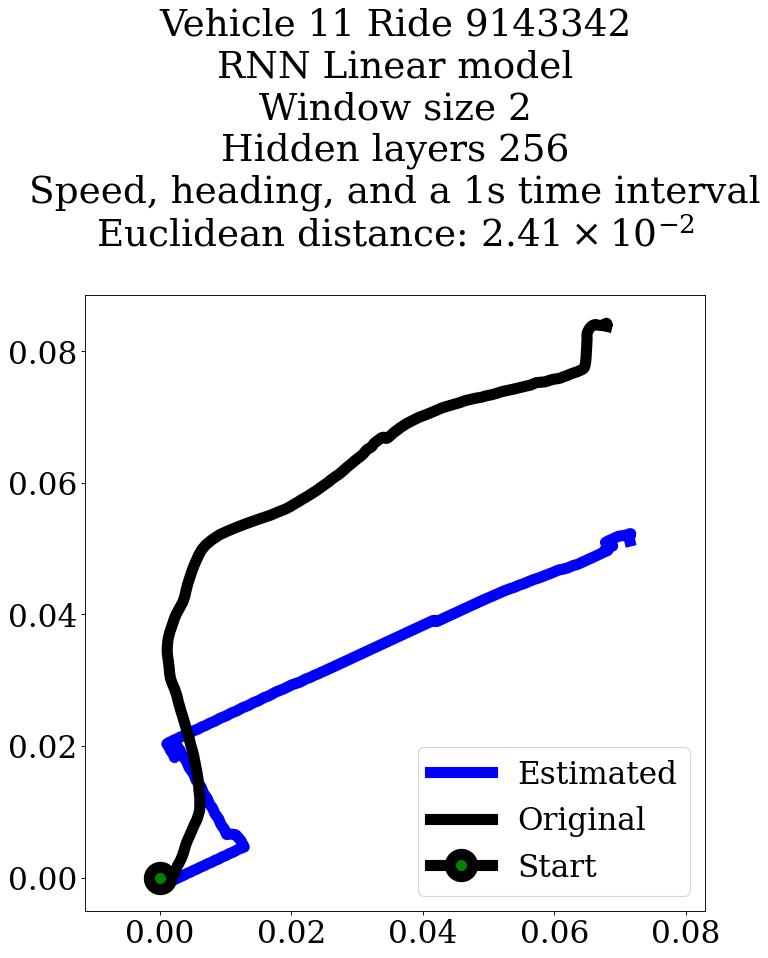 Vehicle 11 Ride 9143342
RNN Linear model
Window size 2
Hidden layers 256
Speed, heading, and a 1s time interval
Euclidean distance: 2.41 × 10⁻²
0.08
0.06
0.04
0.02
0.00
Estimated
Original
Start
0.00 0.02 0.04 0.06 0.08